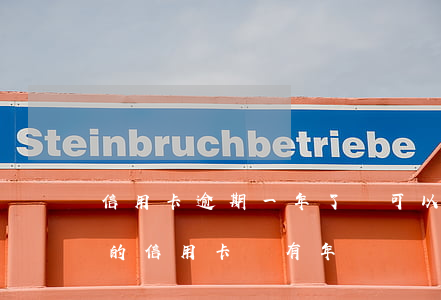 Steinbruchbetriebe
信用卡逾期一年了 可以
的信用卡 有年